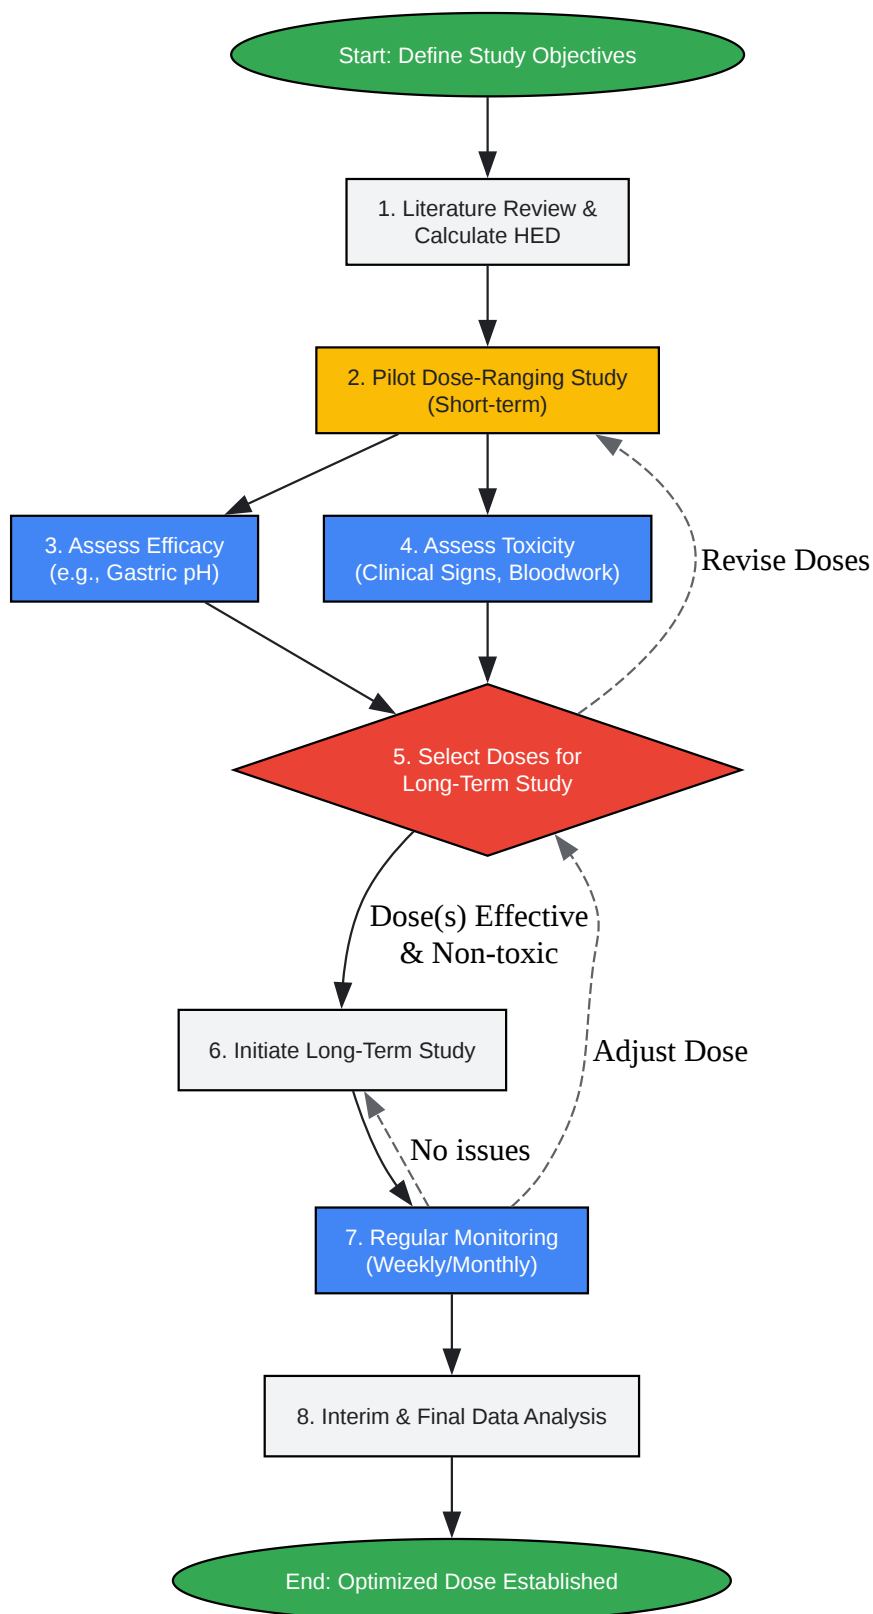 Start: Define Study Objectives
1. Literature Review &
Calculate HED
2. Pilot Dose-Ranging Study
(Short-term)
3. Assess Efficacy
(e.g., Gastric pH)
4. Assess Toxicity
(Clinical Signs, Bloodwork)
Revise Doses
5. Select Doses for
Long-Term Study
Dose(s) Effective
& Non-toxic
6. Initiate Long-Term Study
Adjust Dose
No issues
7. Regular Monitoring
(Weekly/Monthly)
8. Interim & Final Data Analysis
End: Optimized Dose Established